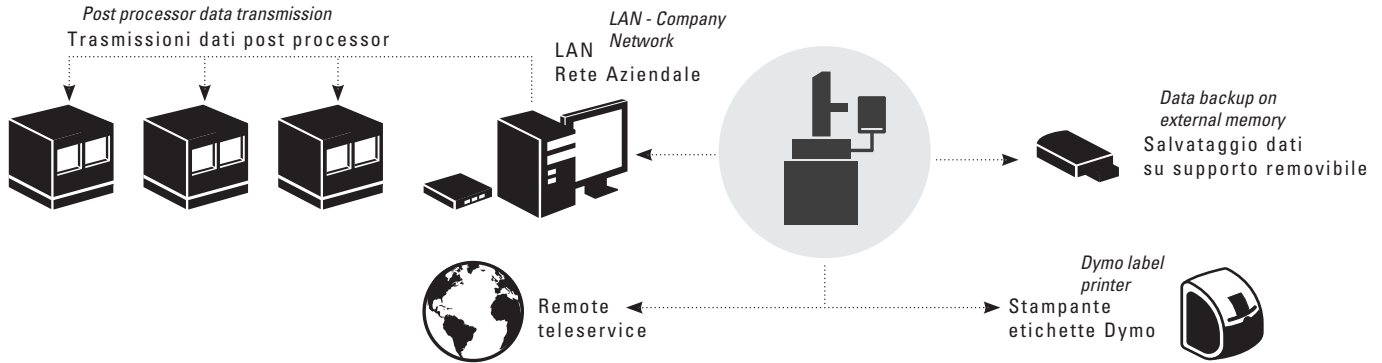 Post processor data transmission
Trasmissioni dati post processor
LAN - Company
Network
LAN
Rete Aziendale
Data backup on
external memory
Salvataggio dati
su supporto removibile
Remote
teleservice
Dymo label
printer
Stampante
etichette Dymo